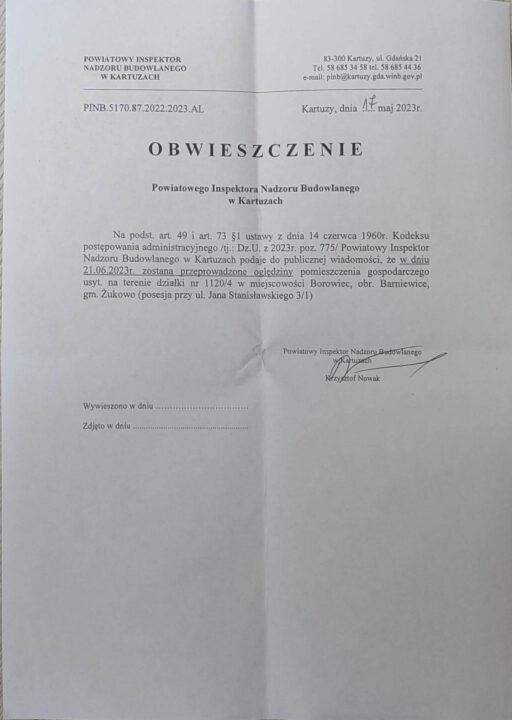 POWIATOWY INSPEKTOR
NADZORU BUDOWLANEGO
W KARTUZACH
83-300 Kartuzy, ul. Gdańska 21
Tel. 58 685 34 58 tel. 58 685 44 36
e-mail: pinb@kartuzy.gda.winb.gov.pl
PINB.5170.87.2022.2023.AL
Kartuzy, dnia 17 maj 2023r.
OBWIESZCZENIE
Powiatowego Inspektora Nadzoru Budowlanego
w Kartuzach
Na podst. art. 49 i art. 73 §1 ustawy z dnia 14 czerwca 1960r. Kodeksu
postępowania administracyjnego /tj.: Dz.U. z 2023r. poz. 775/ Powiatowy Inspektor
Nadzoru Budowlanego w Kartuzach podaje do publicznej wiadomości, że w dniu
21.06.2023r. zostaną przeprowadzone oględziny pomieszczenia gospodarczego
usyt. na terenie działki nr 1120/4 w miejscowości Borowiec, obr. Barniewice,
gm. Żukowo (posesja przy ul. Jana Stanisławskiego 3/1)
Powiatowy Inspektor Nadzoru Budowlanego
w Kartuzach
Krzysztof Nowak
Wywieszono w dniu ................................
Zdjęto w dniu ..................................................